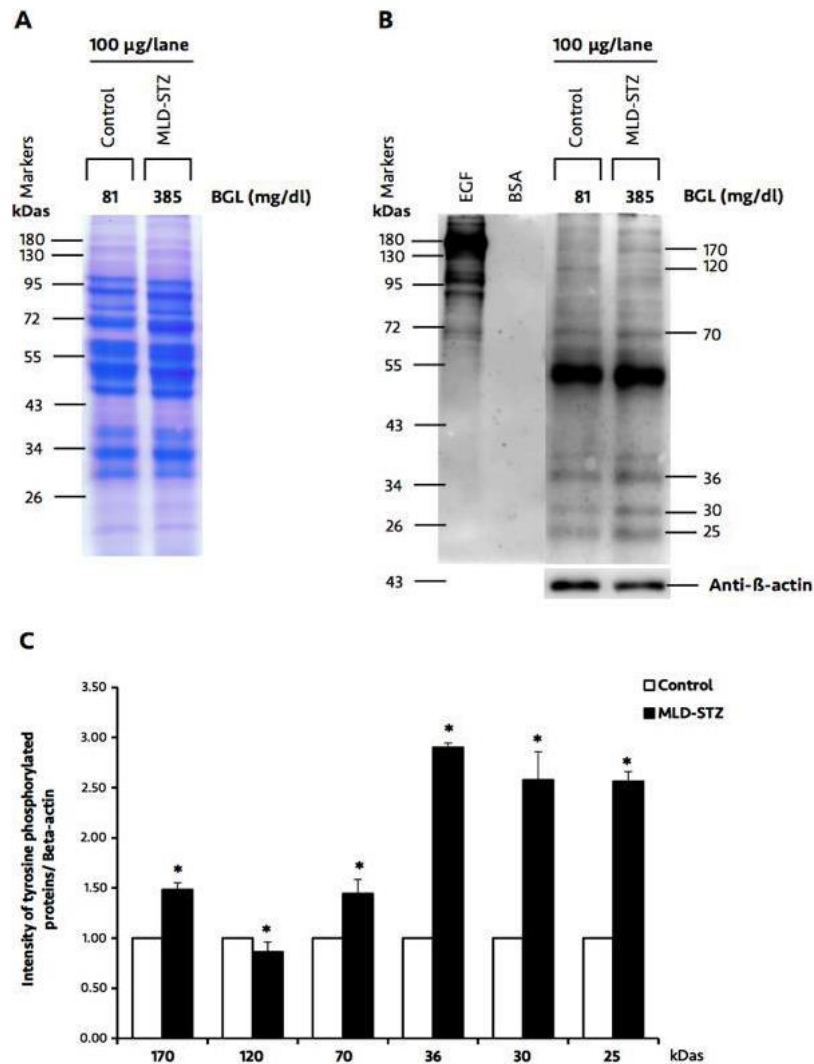 A
100 µg/lane
Markers
Control
MLD-STZ
kDas
81
385
BGL (mg/dl)
180
130
95
72
55
43
34
26
B
100 µg/lane
Markers
EGF
BSA
Control
MLD-STZ
kDas
81
385
BGL (mg/dl)
180
130
95
72
55
43
34
26
43
170
120
70
36
30
25
Anti-ß-actin
C
Intensity of tyrosine phosphorylated
proteins/ Beta-actin
3.50
3.00
2.50
2.00
1.50
1.00
0.50
0.00
Control
MLD-STZ
*
*
*
*
*
*
170
120
70
36
30
25
kDas